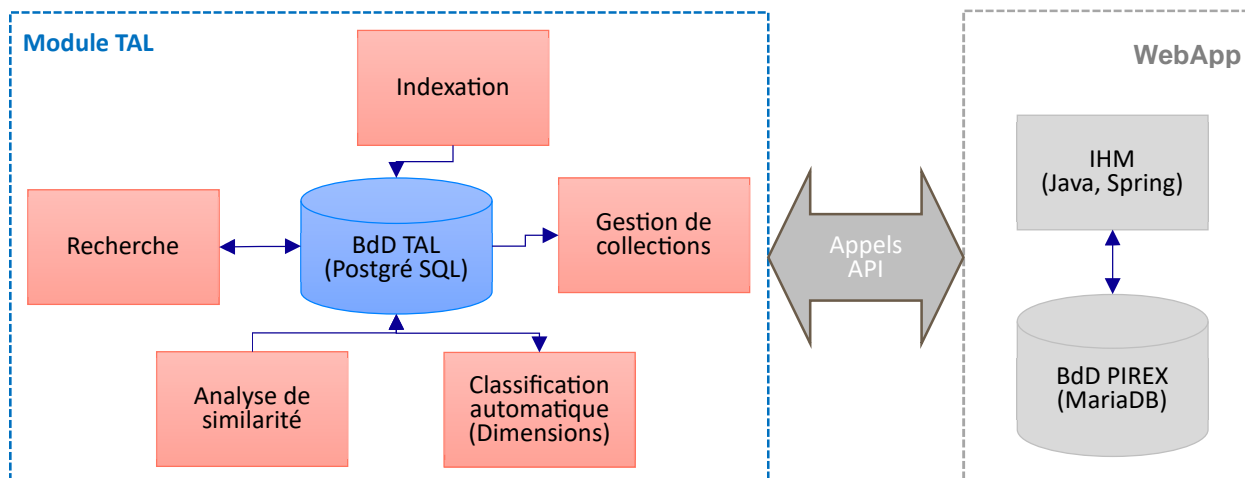 Module TAL
Indexation
Recherche
BdD TAL
(Postgré SQL)
Gestion de
collections
Analyse de
similarité
Classification
automatique
(Dimensions)
Appels
API
WebApp
IHM
(Java, Spring)
BdD PIREX
(MariaDB)